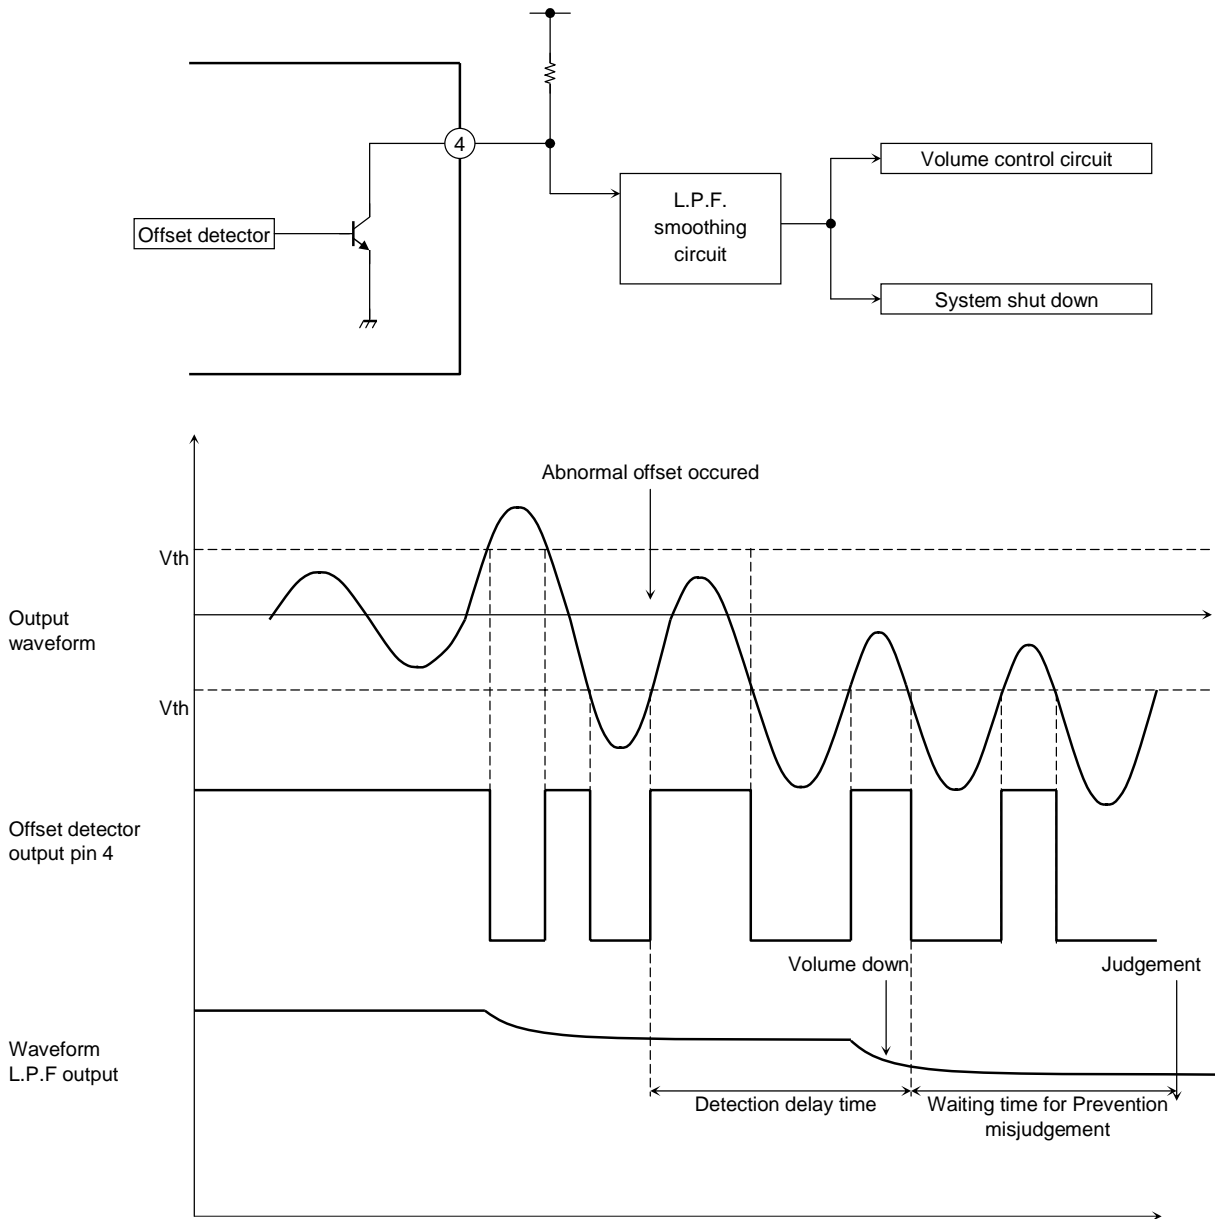 4
Volume control circuit
L.P.F.
smoothing
circuit
Offset detector
System shut down
Abnormal offset occured
Vth
Output
waveform
Vth
Offset detector
output pin 4
Volume down
Judgement
Waveform
L.P.F output
Detection delay time
Waiting time for Prevention
misjudgement